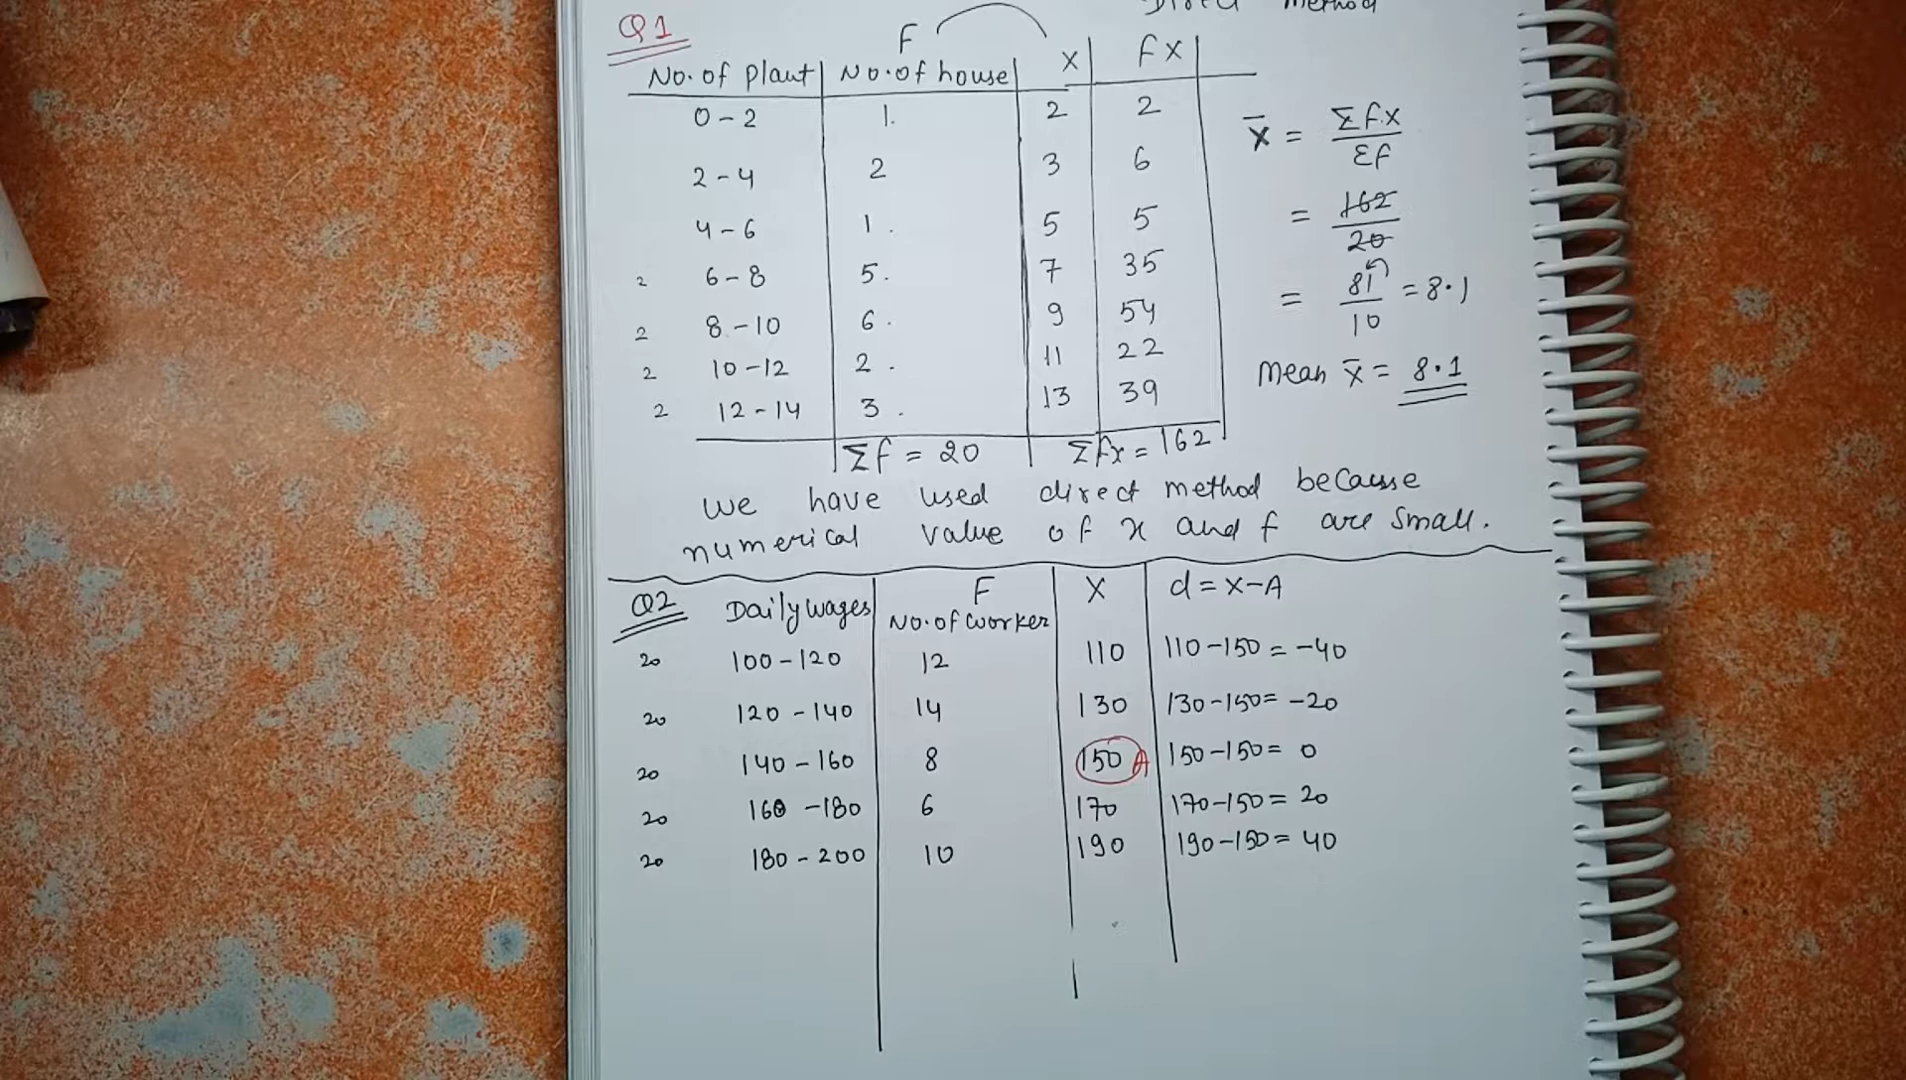 Direct Method
Q1
F
No. of plant No. of house X FX
0-2 1. 2 2
2-4 2 3 6
4-6 1. 5 5
2 6-8 5. 7 35
2 8-10 6. 9 54
2 10-12 2. 11 22
2 12-14 3. 13 39
Σf = 20 Σfx = 162
X̄ = Σf.x / Σf
= 162 / 20
= 81 / 10 = 8.1
Mean x̄ = 8.1
we have used direct method because
numerical value of x and f are small.
Q2 Daily wages F No. of worker X d = X-A
20 100-120 12 110 110-150 = -40
20 120-140 14 130 130-150 = -20
20 140-160 8 150 A 150-150 = 0
20 160-180 6 170 170-150 = 20
20 180-200 10 190 190-150 = 40